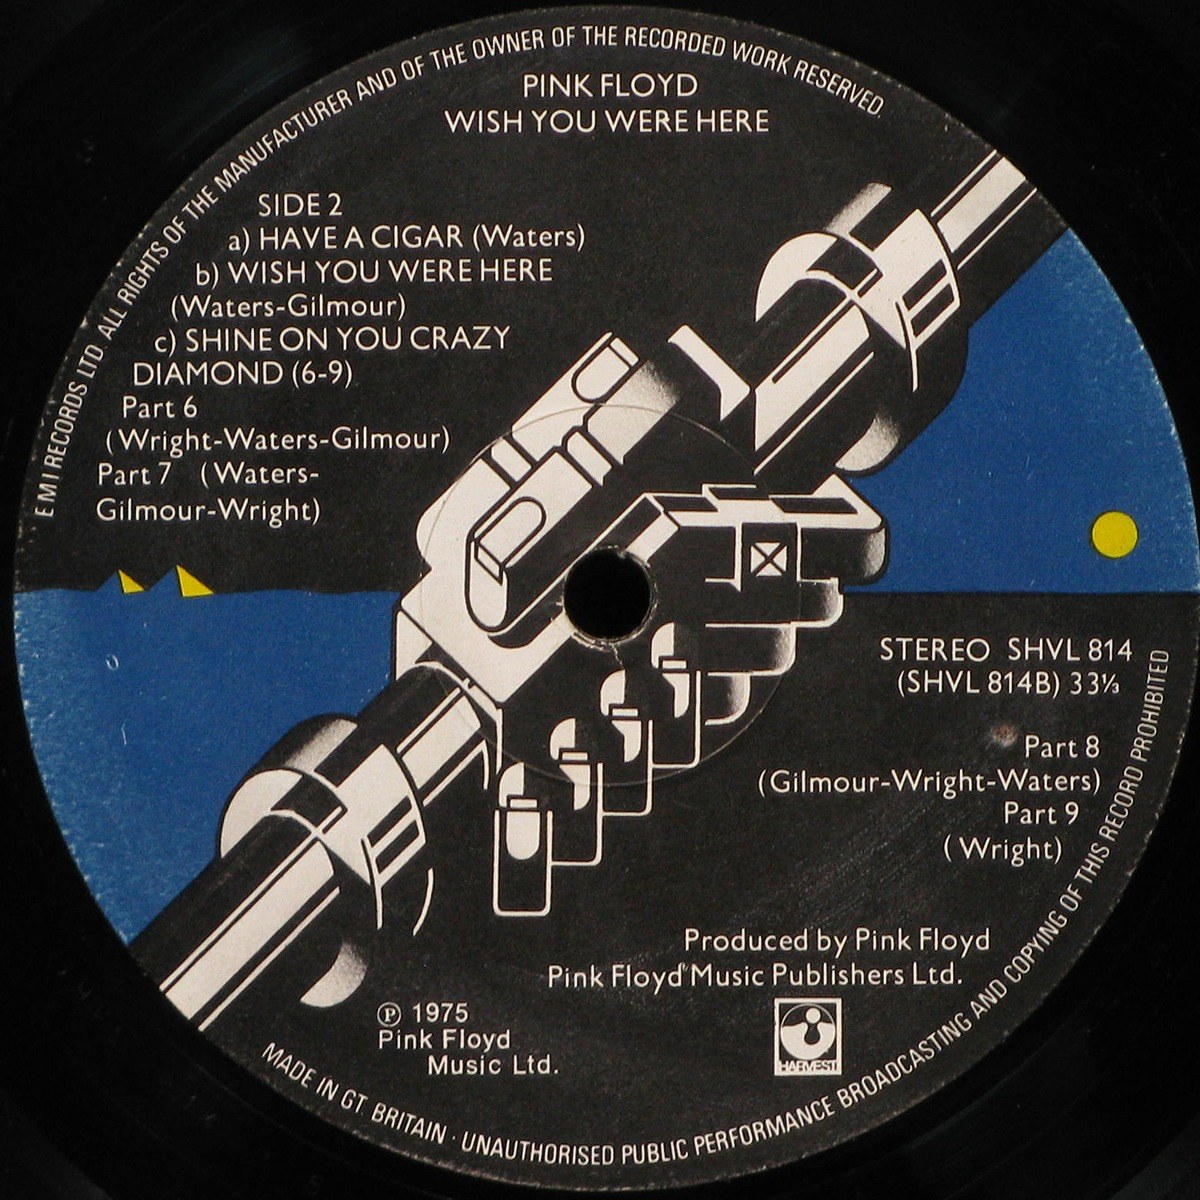 E M I RECORDS LTD. ALL RIGHTS OF THE MANUFACTURER AND OF THE OWNER OF THE RECORDED WORK RESERVED.
PINK FLOYD
WISH YOU WERE HERE
SIDE 2
a) HAVE A CIGAR (Waters)
b) WISH YOU WERE HERE
(Waters-Gilmour)
c) SHINE ON YOU CRAZY
DIAMOND (6-9)
Part 6
(Wright-Waters-Gilmour)
Part 7 (Waters-
Gilmour-Wright)
STEREO SHVL 814
(SHVL 814B) 33⅓
Part 8
(Gilmour-Wright-Waters)
Part 9
(Wright)
Produced by Pink Floyd
Pink Floyd Music Publishers Ltd.
℗ 1975
Pink Floyd
Music Ltd.
HARVEST
MADE IN GT BRITAIN · UNAUTHORISED PUBLIC PERFORMANCE BROADCASTING AND COPYING OF THIS RECORD PROHIBITED